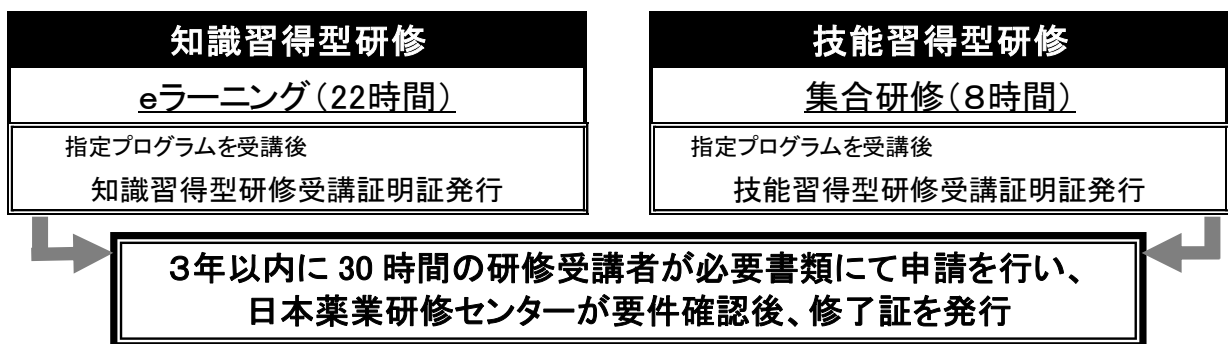 知識習得型研修
eラーニング(22時間)
指定プログラムを受講後
知識習得型研修受講証明証発行
技能習得型研修
集合研修(8時間)
指定プログラムを受講後
技能習得型研修受講証明証発行
3年以内に 30 時間の研修受講者が必要書類にて申請を行い、
日本薬業研修センターが要件確認後、修了証を発行